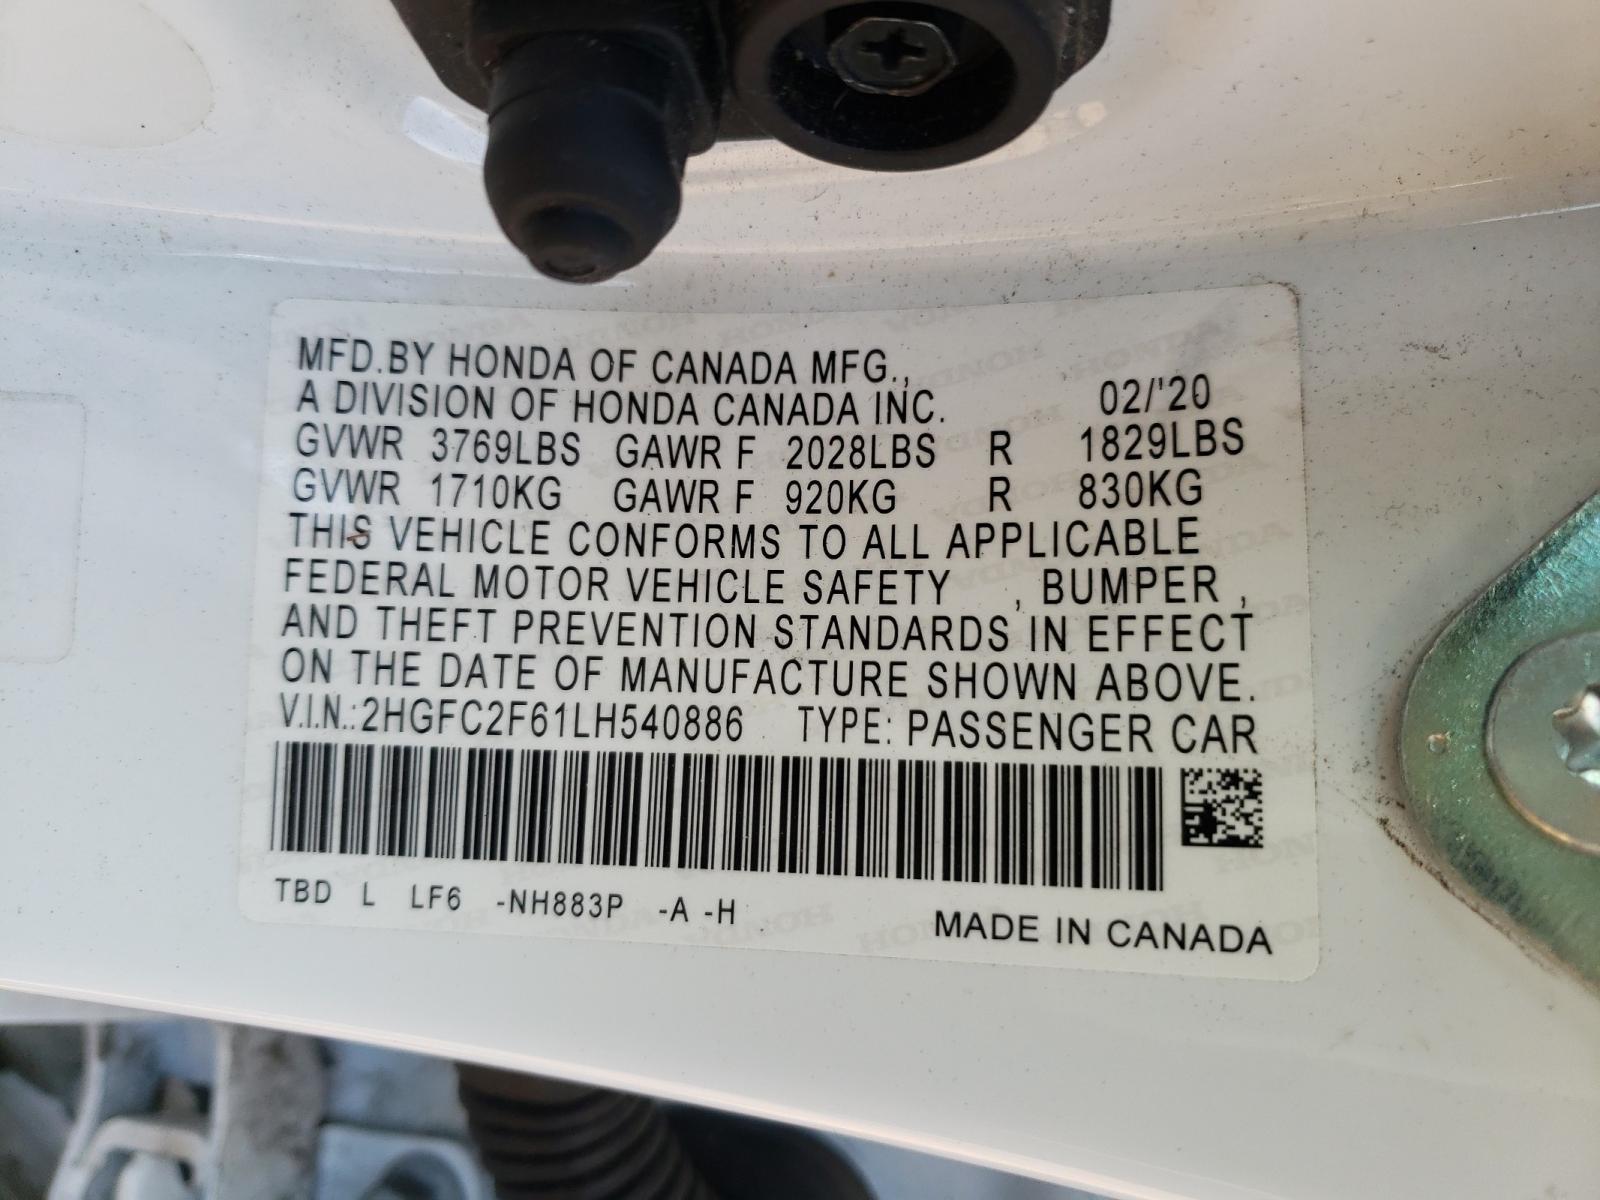 MFD.BY HONDA OF CANADA MFG.,
A DIVISION OF HONDA CANADA INC. 02/'20
GVWR 3769LBS GAWR F 2028LBS R 1829LBS
GVWR 1710KG GAWR F 920KG R 830KG
THIS VEHICLE CONFORMS TO ALL APPLICABLE
FEDERAL MOTOR VEHICLE SAFETY , BUMPER ,
AND THEFT PREVENTION STANDARDS IN EFFECT
ON THE DATE OF MANUFACTURE SHOWN ABOVE.
V.I.N.:2HGFC2F61LH540886 TYPE: PASSENGER CAR
TBD L LF6 -NH883P -A -H
MADE IN CANADA